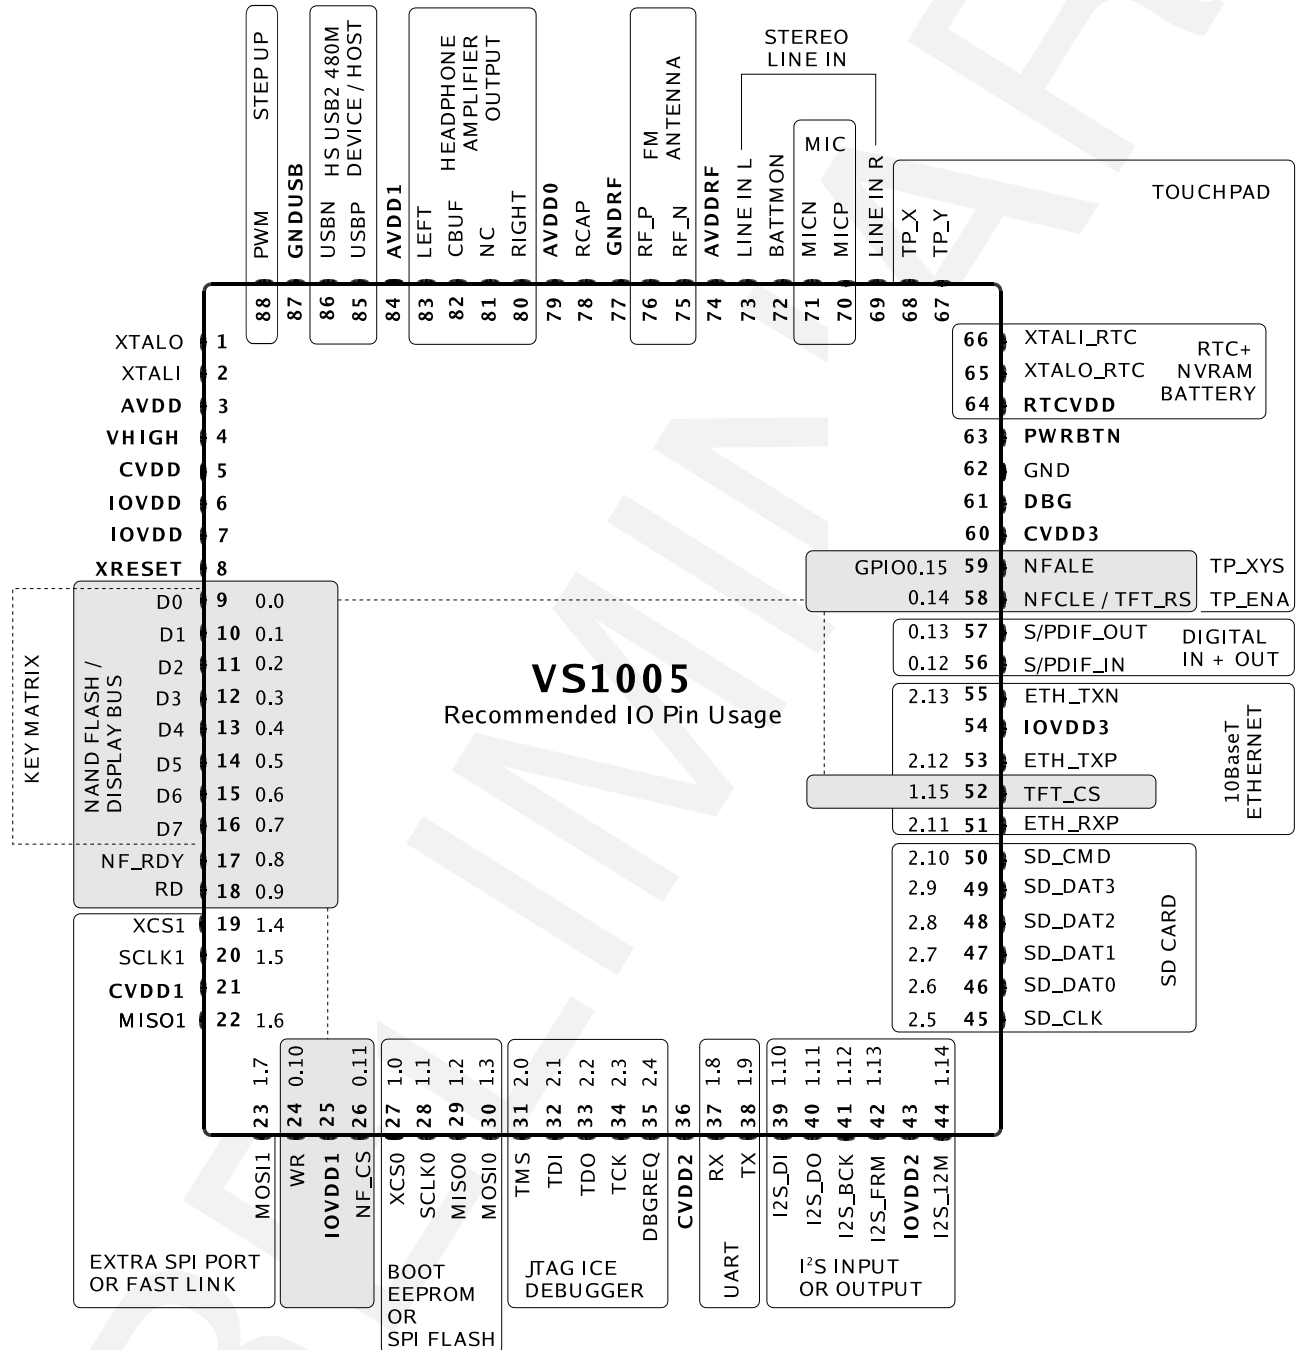 STEP UP
HS USB2 480M
DEVICE / HOST
HEADPHONE
AMPLIFIER
OUTPUT
FM
ANTENNA
STEREO
LINE IN
MIC
TOUCHPAD
PWM
GNDUSB
USBN
USBP
AVDD1
LEFT
CBUF
NC
RIGHT
AVDD0
RCAP
GNDRF
RF_P
RF_N
AVDDRF
LINE IN L
BATTMON
MICN
MICP
LINE IN R
TP_X
TP_Y
88 87 86 85 84 83 82 81 80 79 78 77 76 75 74 73 72 71 70 69 68 67
XTALO 1
XTALI 2
AVDD 3
VHIGH 4
CVDD 5
IOVDD 6
IOVDD 7
XRESET 8
D0 9 0.0
D1 10 0.1
D2 11 0.2
D3 12 0.3
D4 13 0.4
D5 14 0.5
D6 15 0.6
D7 16 0.7
NF_RDY 17 0.8
RD 18 0.9
XCS1 19 1.4
SCLK1 20 1.5
CVDD1 21
MISO1 22 1.6
KEY MATRIX
NAND FLASH /
DISPLAY BUS
VS1005
Recommended IO Pin Usage
66 XTALI_RTC
65 XTALO_RTC
64 RTCVDD
RTC+
NVRAM
BATTERY
63 PWRBTN
62 GND
61 DBG
60 CVDD3
GPIO0.15 59 NFALE TP_XYS
0.14 58 NFCLE / TFT_RS TP_ENA
0.13 57 S/PDIF_OUT
0.12 56 S/PDIF_IN
DIGITAL
IN + OUT
2.13 55 ETH_TXN
54 IOVDD3
2.12 53 ETH_TXP
1.15 52 TFT_CS
2.11 51 ETH_RXP
10BaseT
ETHERNET
2.10 50 SD_CMD
2.9 49 SD_DAT3
2.8 48 SD_DAT2
2.7 47 SD_DAT1
2.6 46 SD_DAT0
2.5 45 SD_CLK
SD CARD
1.7 0.10 0.11 1.0 1.1 1.2 1.3 2.0 2.1 2.2 2.3 2.4 1.8 1.9 1.10 1.11 1.12 1.13 1.14
23 24 25 26 27 28 29 30 31 32 33 34 35 36 37 38 39 40 41 42 43 44
MOSI1
WR
IOVDD1
NF_CS
XCS0
SCLK0
MISO0
MOSI0
TMS
TDI
TDO
TCK
DBGREQ
CVDD2
RX
TX
I2S_DI
I2S_DO
I2S_BCK
I2S_FRM
IOVDD2
I2S_12M
EXTRA SPI PORT
OR FAST LINK
BOOT
EEPROM
OR
SPI FLASH
JTAG ICE
DEBUGGER
UART
I²S INPUT
OR OUTPUT